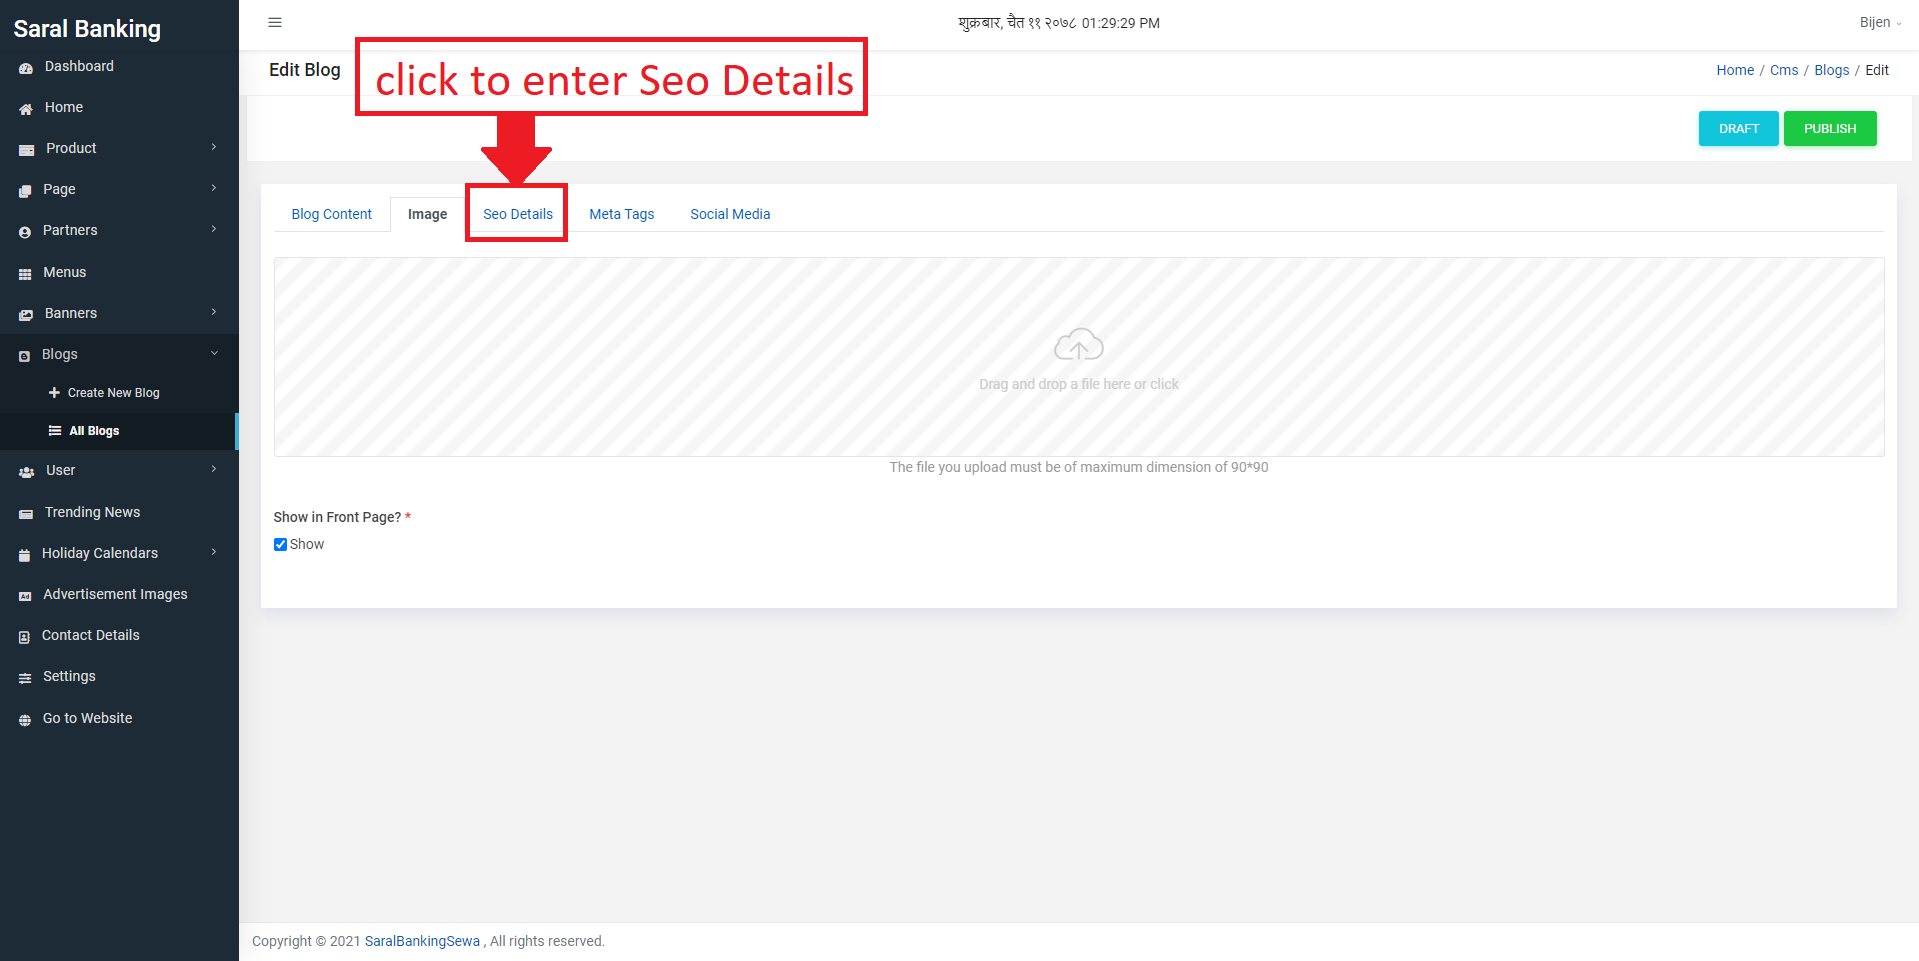 Saral Banking
शुक्रबार, चैत ११ २०७८ 01:29:29 PM
Bijen
Dashboard
Home
Product
Page
Partners
Menus
Banners
Blogs
Create New Blog
All Blogs
User
Trending News
Holiday Calendars
Ad Advertisement Images
Contact Details
Settings
Go to Website
Edit Blog
click to enter Seo Details
Home / Cms / Blogs / Edit
DRAFT PUBLISH
Blog Content Image Seo Details Meta Tags Social Media
Drag and drop a file here or click
The file you upload must be of maximum dimension of 90*90
Show in Front Page? *
Show
Copyright © 2021 SaralBankingSewa , All rights reserved.